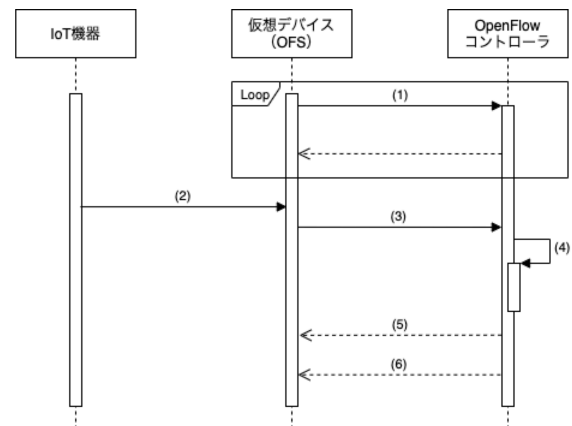 IoT機器
仮想デバイス
(OFS)
OpenFlow
コントローラ
Loop
(1)
(2)
(3)
(4)
(5)
(6)